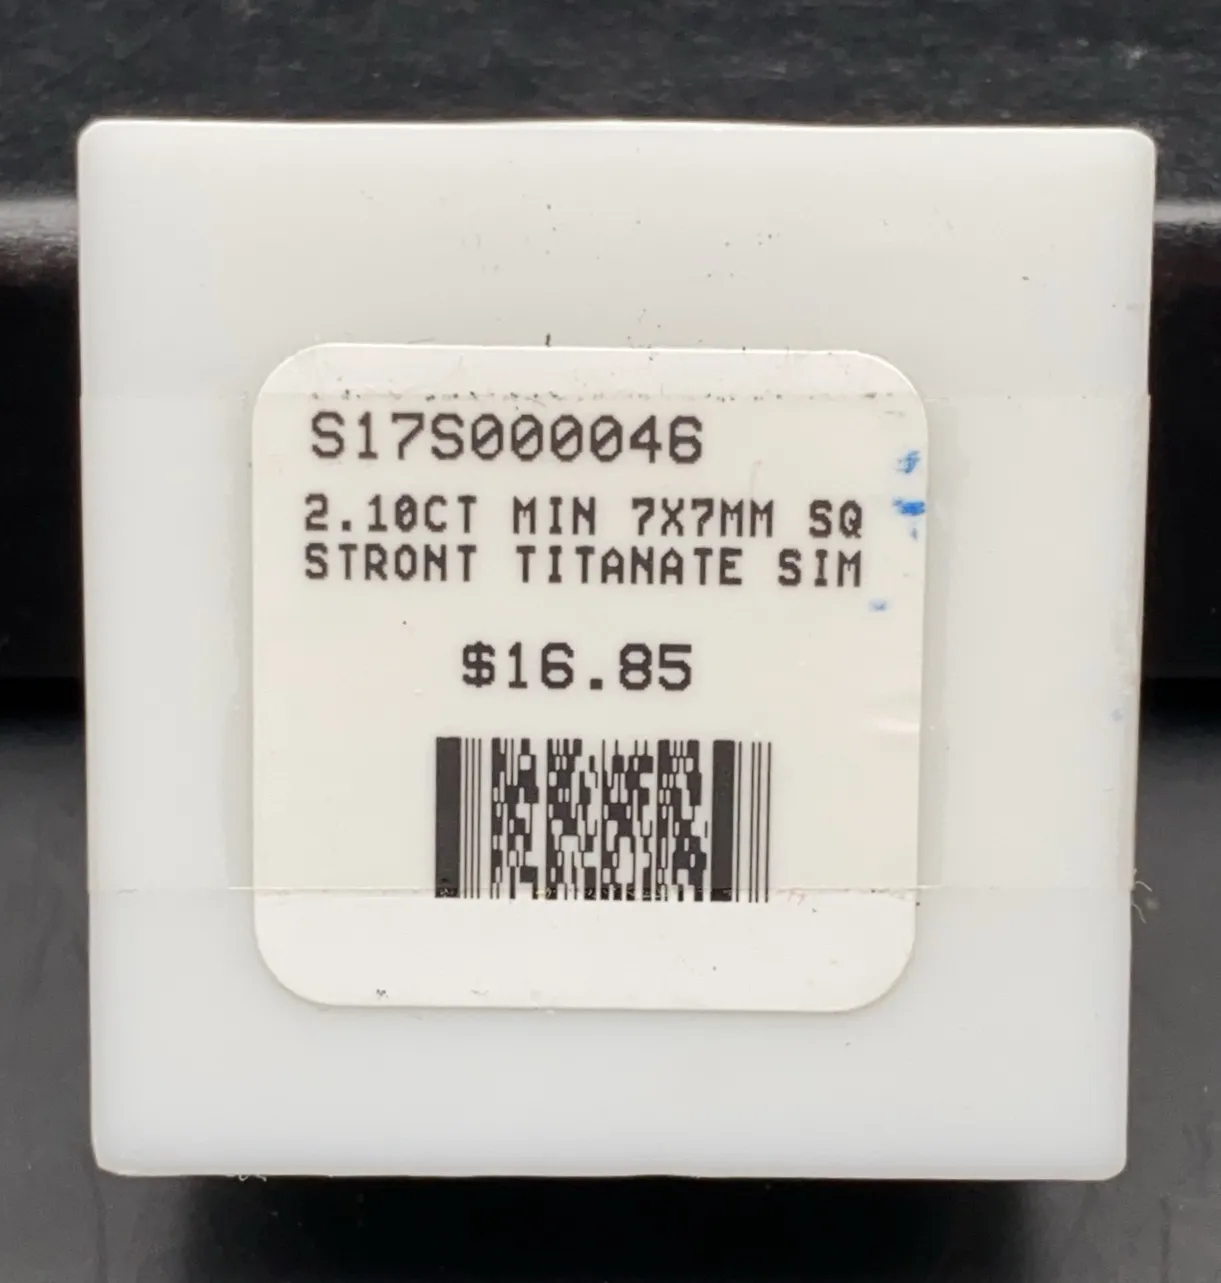 S17S000046
2.10CT MIN 7X7MM SQ
STRONT TITANATE SIM
$16.85